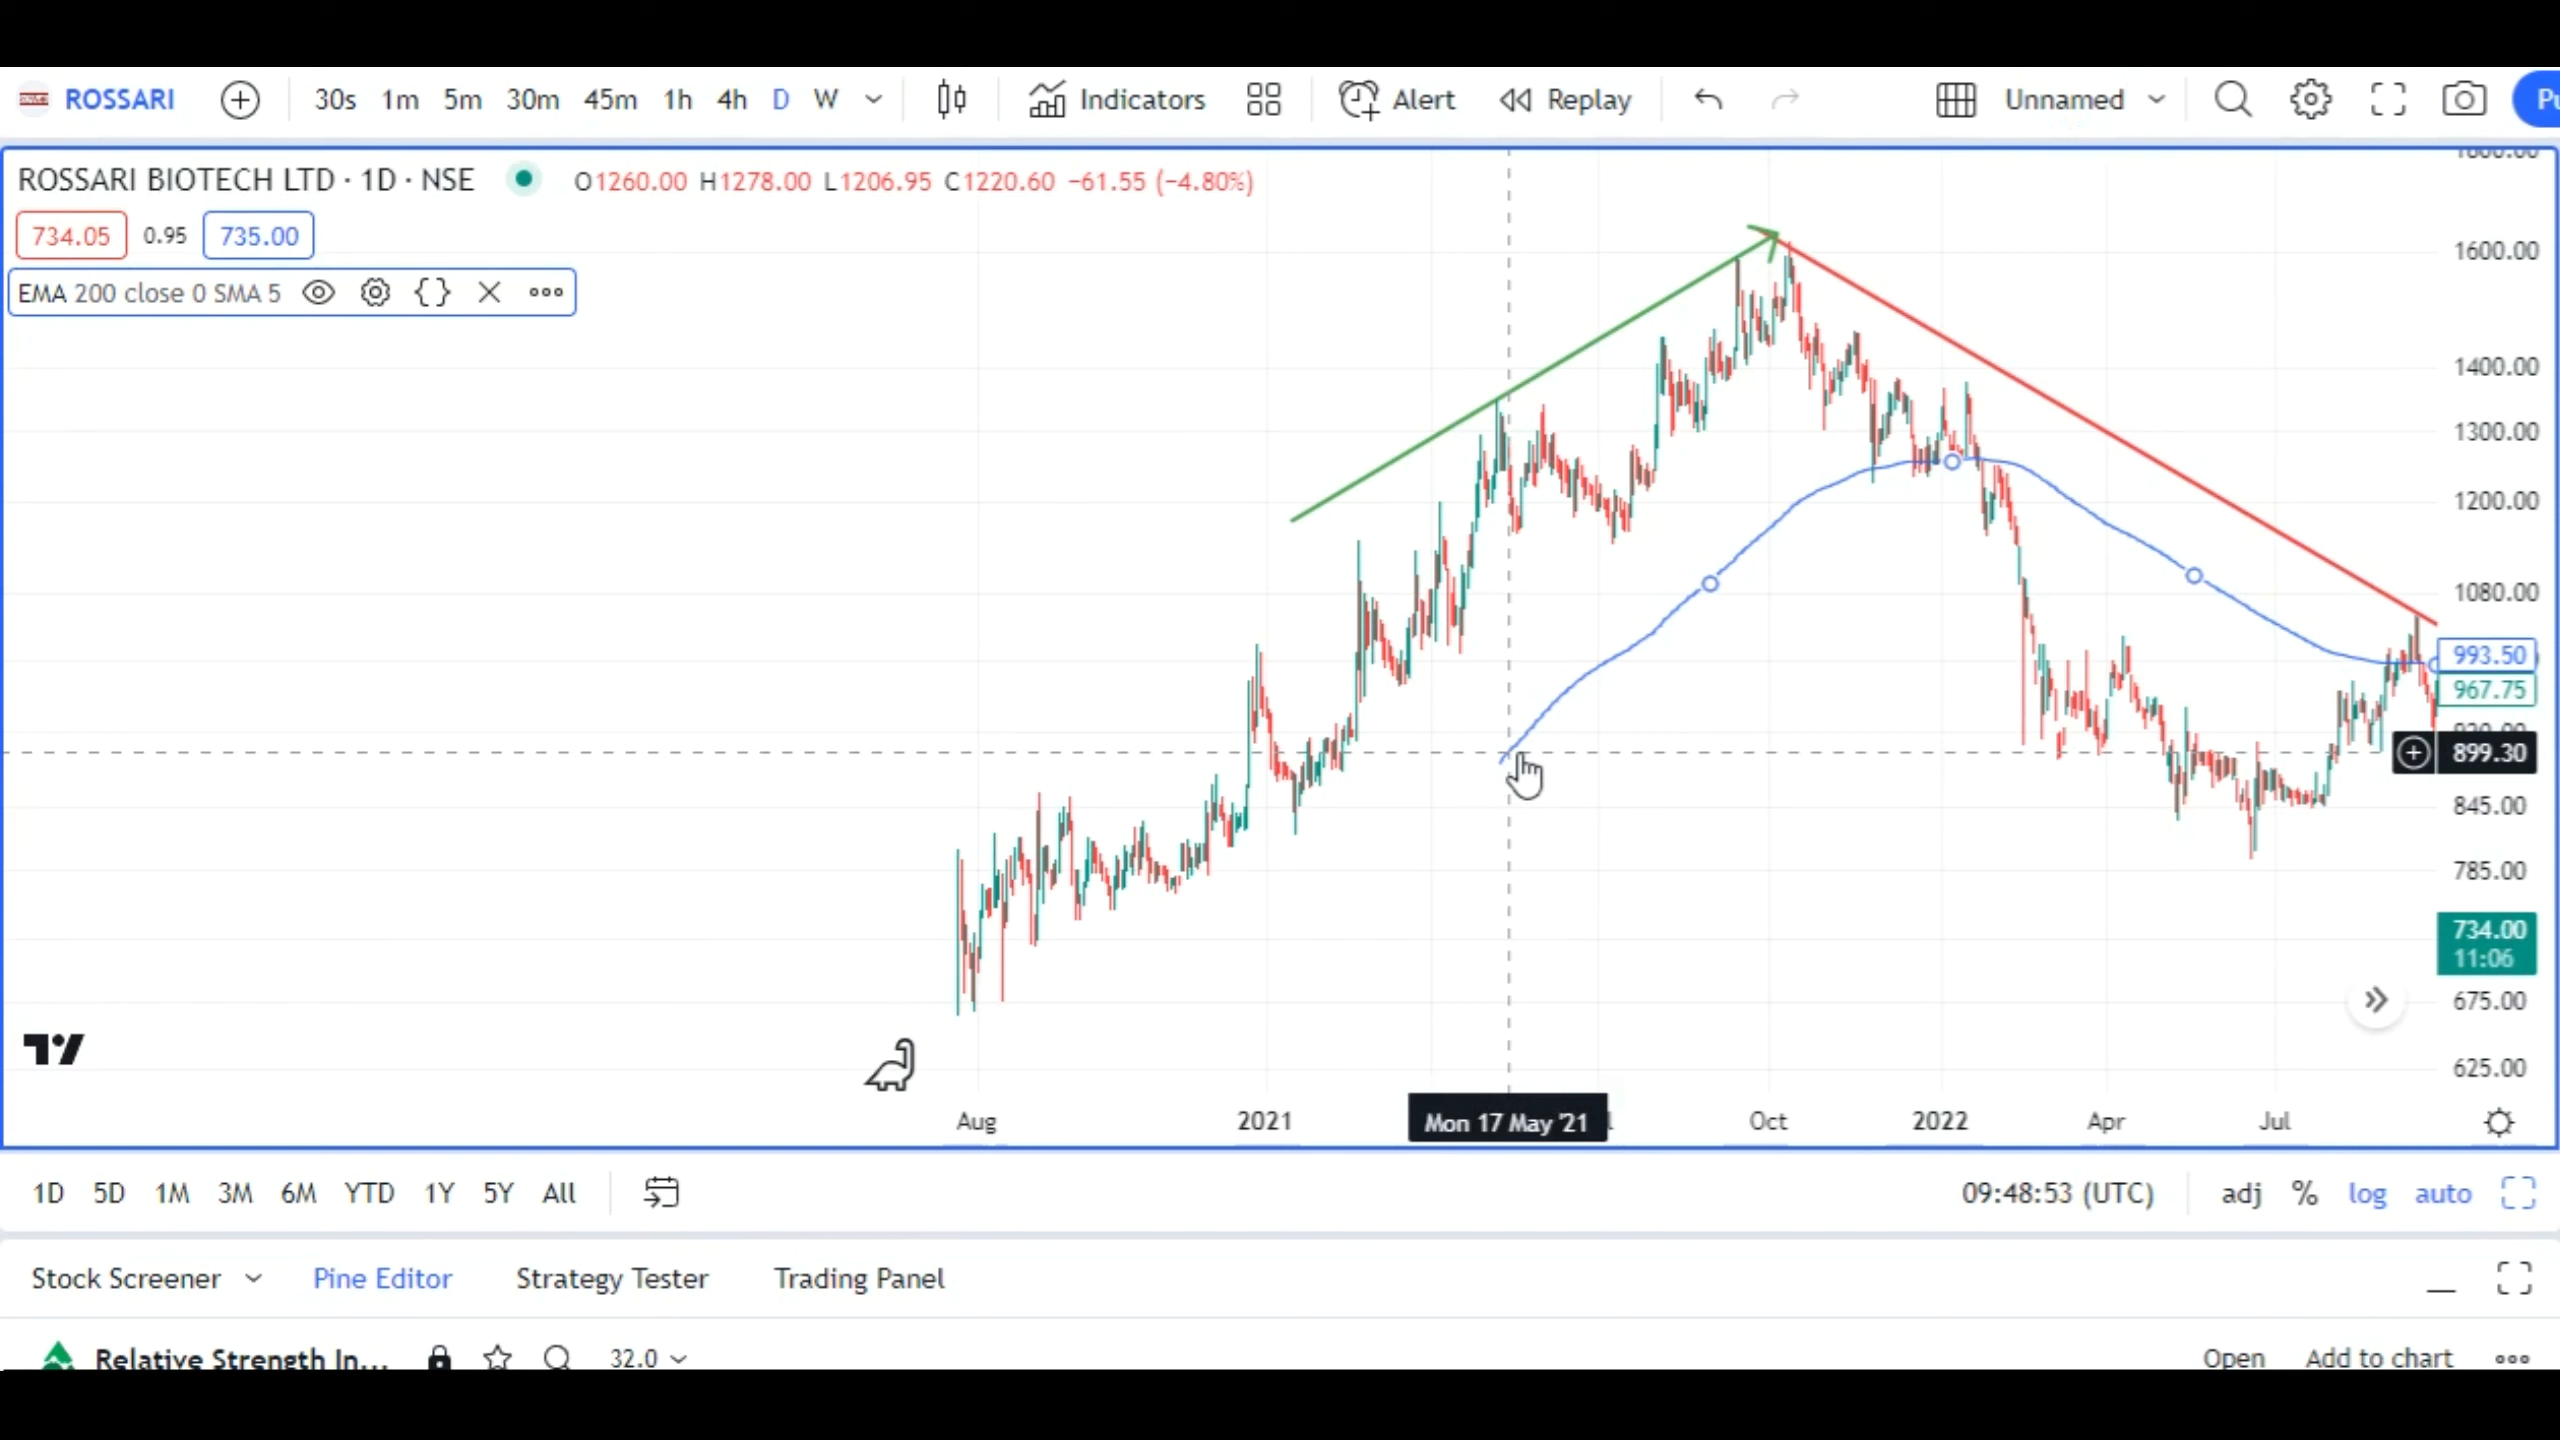 ROSSARI 30s 1m 5m 30m 45m 1h 4h D W Indicators Alert Replay Unnamed
ROSSARI BIOTECH LTD · 1D · NSE O1260.00 H1278.00 L1206.95 C1220.60 −61.55 (−4.80%)
734.05 0.95 735.00
EMA 200 close 0 SMA 5
1600.00
1400.00
1300.00
1200.00
1080.00
993.50
967.75
899.30
845.00
785.00
734.00
11:06
675.00
625.00
Aug 2021 Mon 17 May '21 Oct 2022 Apr Jul
1D 5D 1M 3M 6M YTD 1Y 5Y All 09:48:53 (UTC) adj % log auto
Stock Screener Pine Editor Strategy Tester Trading Panel
Relative Strength In... 32.0 Open Add to chart